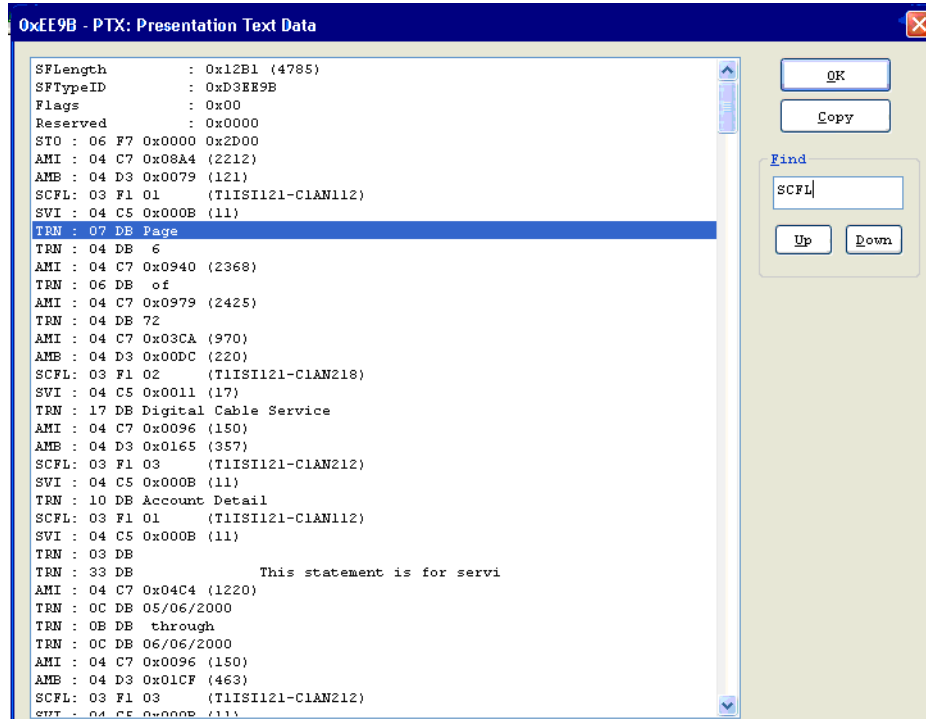 0xEE9B - PTX: Presentation Text Data
SFLength : 0x12B1 (4785)
SFTypeID : 0xD3EE9B
Flags : 0x00
Reserved : 0x0000
STO : 06 F7 0x0000 0x2D00
AMI : 04 C7 0x08A4 (2212)
AMB : 04 D3 0x0079 (121)
SCFL: 03 F1 01 (T1ISI121-C1AN112)
SVI : 04 C5 0x000B (11)
TRN : 07 DB Page
TRN : 04 DB 6
AMI : 04 C7 0x0940 (2368)
TRN : 06 DB of
AMI : 04 C7 0x0979 (2425)
TRN : 04 DB 72
AMI : 04 C7 0x03CA (970)
AMB : 04 D3 0x00DC (220)
SCFL: 03 F1 02 (T1ISI121-C1AN218)
SVI : 04 C5 0x0011 (17)
TRN : 17 DB Digital Cable Service
AMI : 04 C7 0x0096 (150)
AMB : 04 D3 0x0165 (357)
SCFL: 03 F1 03 (T1ISI121-C1AN212)
SVI : 04 C5 0x000B (11)
TRN : 10 DB Account Detail
SCFL: 03 F1 01 (T1ISI121-C1AN112)
SVI : 04 C5 0x000B (11)
TRN : 03 DB
TRN : 33 DB This statement is for servi
AMI : 04 C7 0x04C4 (1220)
TRN : 0C DB 05/06/2000
TRN : 0B DB through
TRN : 0C DB 06/06/2000
AMI : 04 C7 0x0096 (150)
AMB : 04 D3 0x01CF (463)
SCFL: 03 F1 03 (T1ISI121-C1AN212)
SVI : 04 C5 0x000B (11)
OK
Copy
Find
SCFL
Up Down